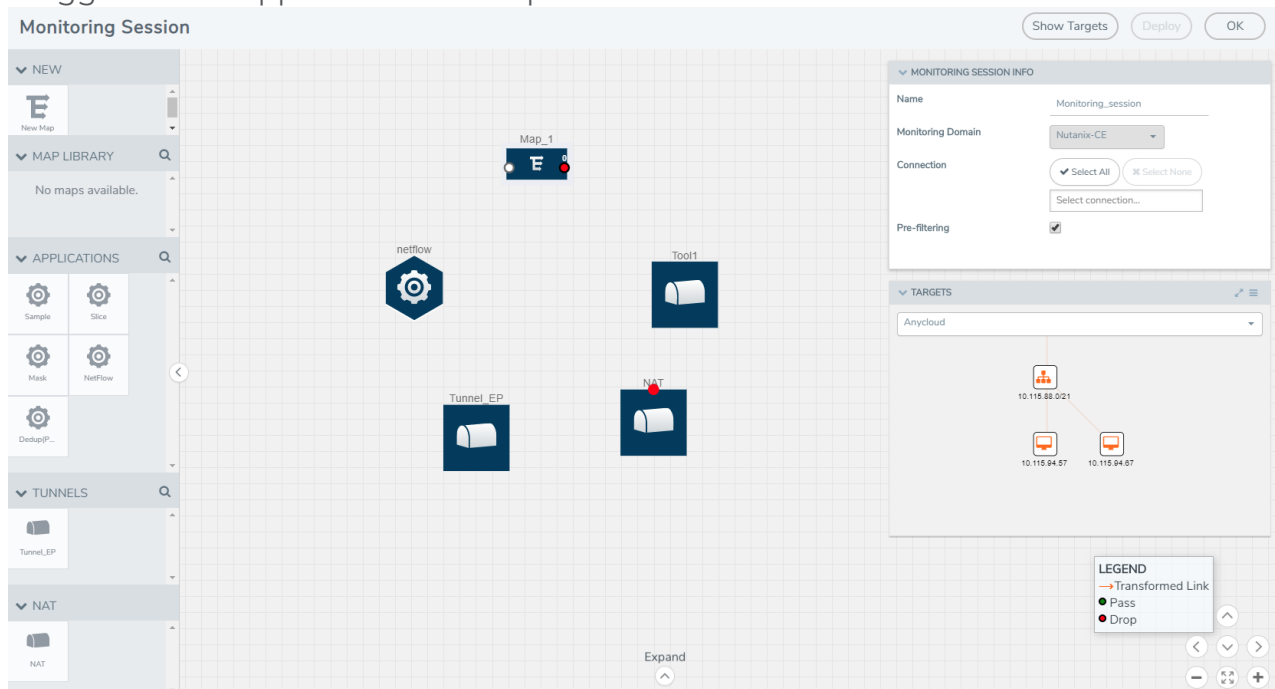 Monitoring Session
Show Targets
Deploy
OK
NEW
New Map
MAP LIBRARY
No maps available.
APPLICATIONS
Sample
Slice
Mask
NetFlow
Dedup(P...
TUNNELS
Tunnel_EP
NAT
NAT
Map_1
0
netflow
Tool1
Tunnel_EP
NAT
Expand
MONITORING SESSION INFO
Name
Monitoring_session
Monitoring Domain
Nutanix-CE
Connection
Select All
Select None
Select connection...
Pre-filtering
TARGETS
Anycloud
10.115.88.0/21
10.115.94.57
10.115.94.67
LEGEND
Transformed Link
Pass
Drop